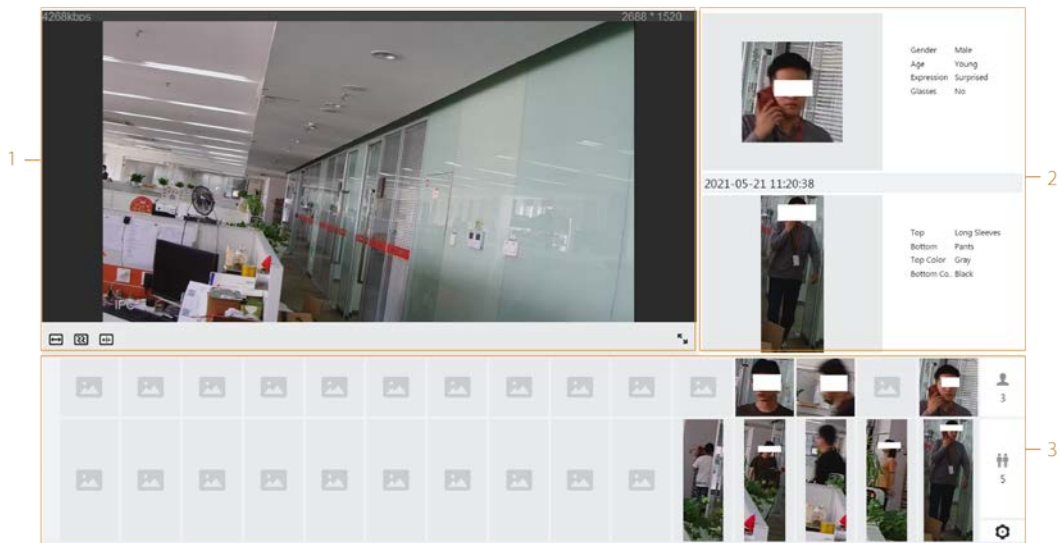 4268kbps
2688 * 1520
IPC
1
Gender Male
Age Young
Expression Surprised
Glasses No
2021-05-21 11:20:38
2
Top Long Sleeves
Bottom Pants
Top Color Gray
Bottom Co.. Black
3
5
3